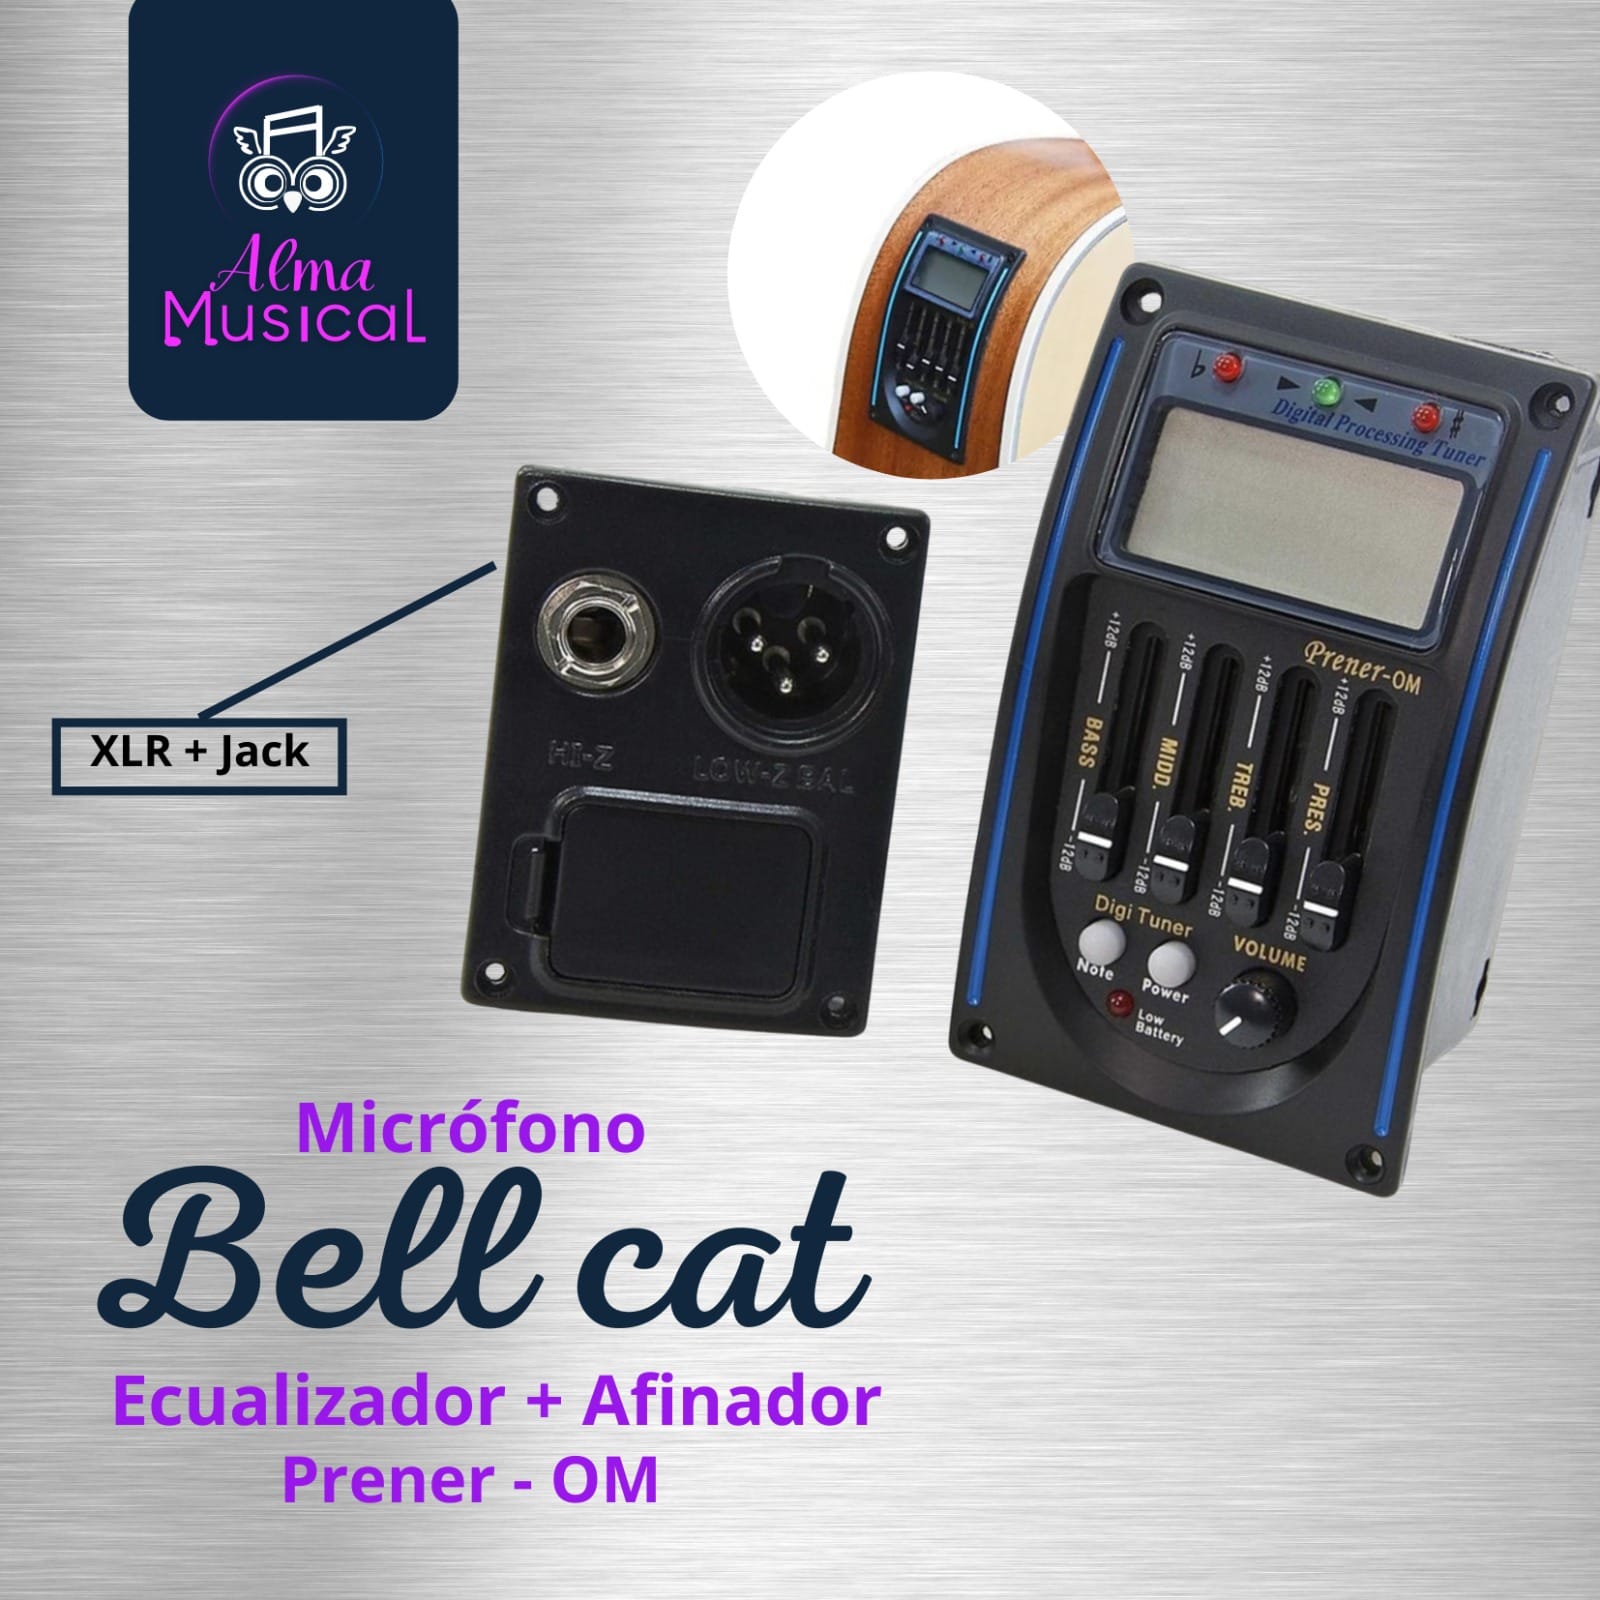 Alma
Musical
♭
♯
Digital Processing Tuner
Prener-OM
+12dB +12dB +12dB +12dB
BASS MIDD. TREB. PRES.
-12dB -12dB -12dB -12dB
Digi Tuner
VOLUME
Note
Power
Low
Battery
HI-Z
LOW-Z BAL
XLR + Jack
Micrófono
Bell cat
Ecualizador + Afinador
Prener - OM